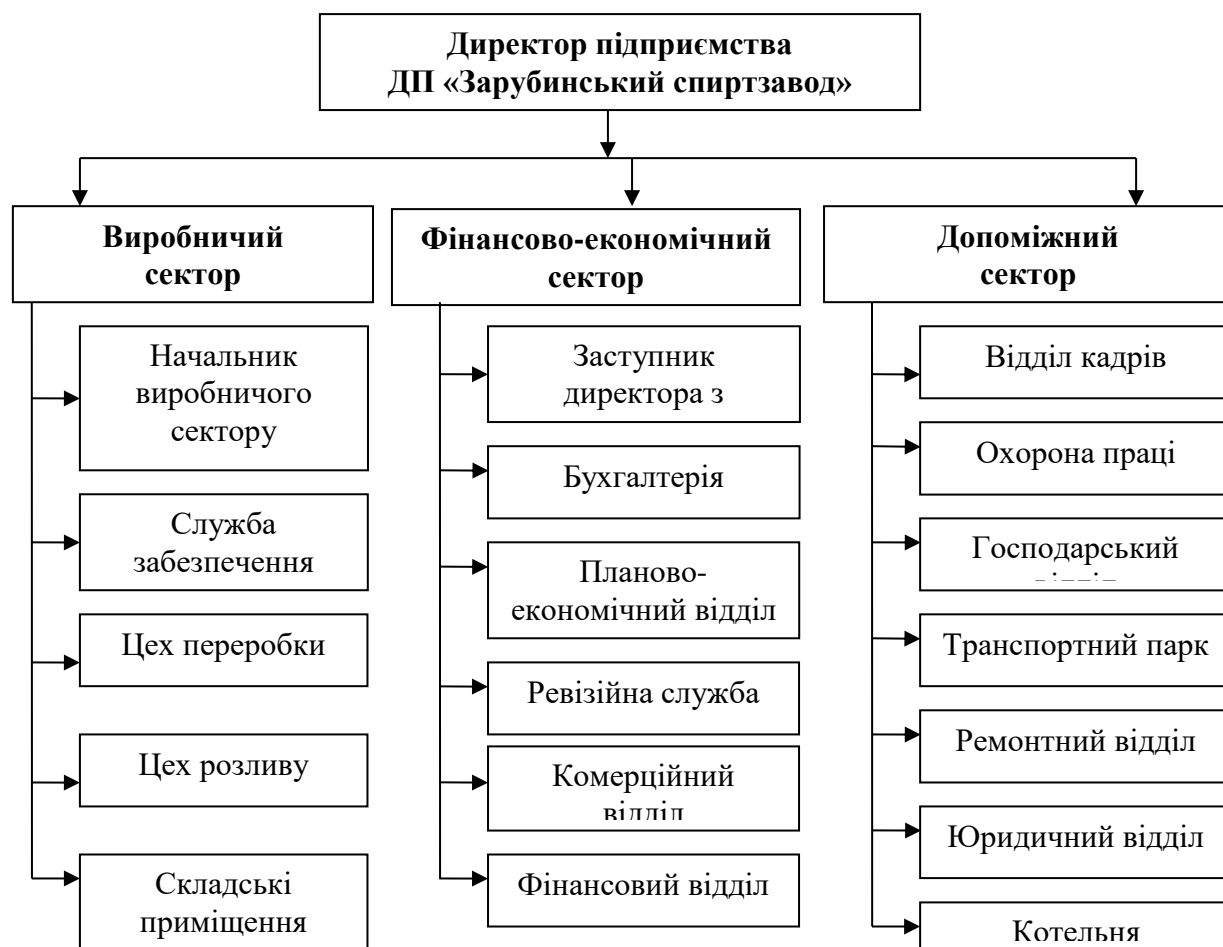 Директор підприємства
ДП «Зарубинський спиртзавод»
Виробничий
сектор
Начальник
виробничого
сектору
Служба
забезпечення
Цех переробки
Цех розливу
Складські
приміщення
Фінансово-економічний
сектор
Заступник
директора з
Бухгалтерія
Планово-
економічний відділ
Ревізійна служба
Комерційний
відділ
Фінансовий відділ
Допоміжний
сектор
Відділ кадрів
Охорона праці
Господарський
Транспортний парк
Ремонтний відділ
Юридичний відділ
Котельня